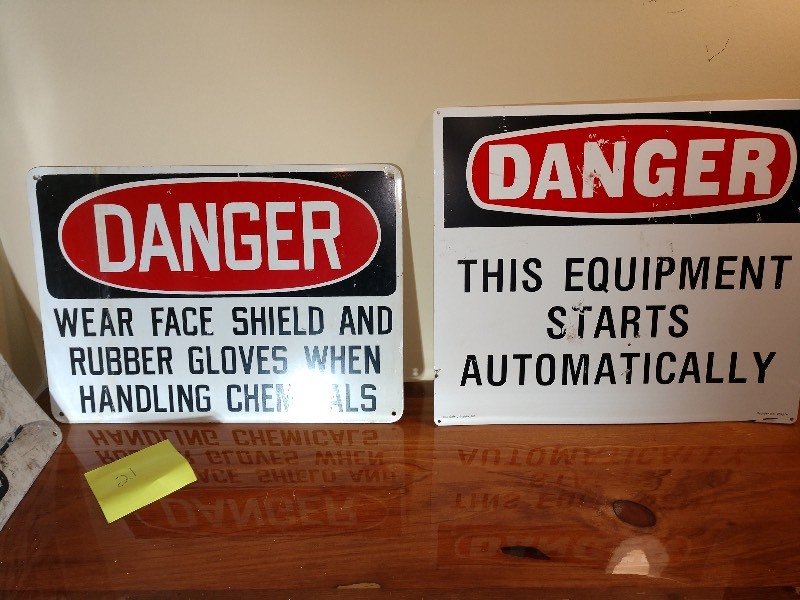 DANGER
WEAR FACE SHIELD AND
RUBBER GLOVES WHEN
HANDLING CHEMICALS
DANGER
THIS EQUIPMENT
STARTS
AUTOMATICALLY